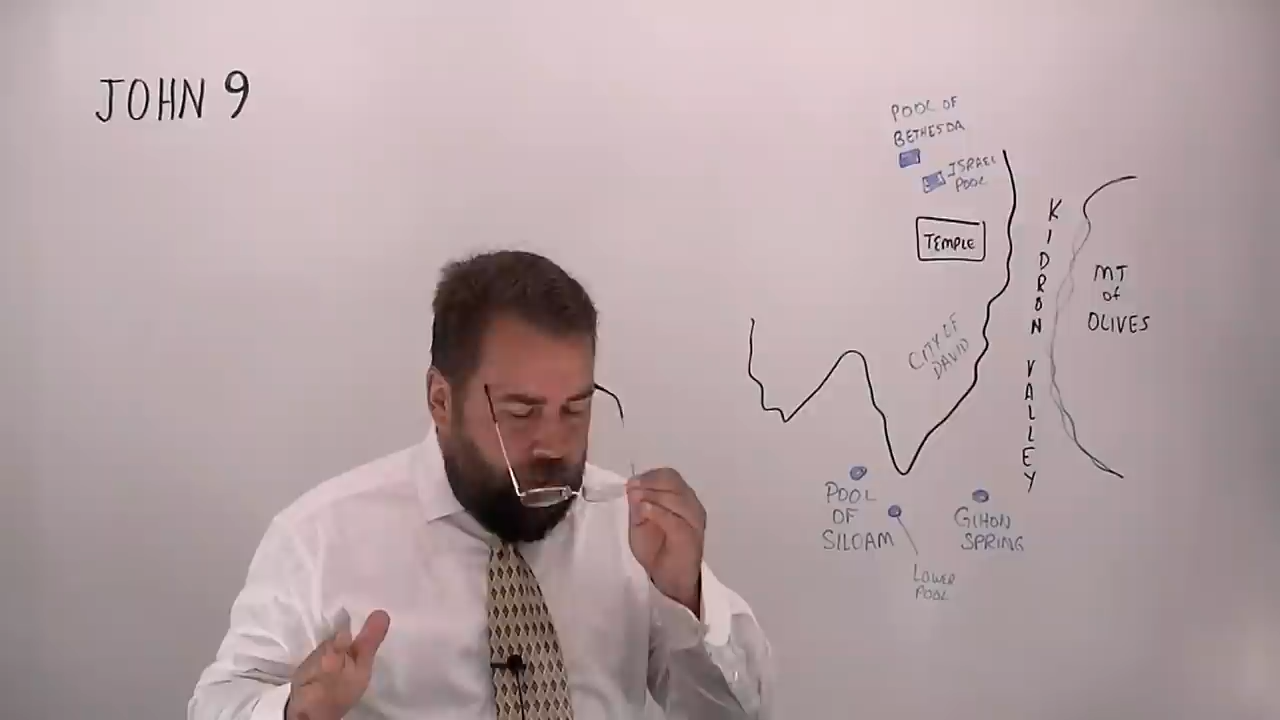 JOHN 9
POOL OF
BETHESDA
ISRAEL
POOL
TEMPLE
CITY OF
DAVID
KIDRON VALLEY
MT
of
OLIVES
POOL
OF
SILOAM
GIHON
SPRING
LOWER
POOL